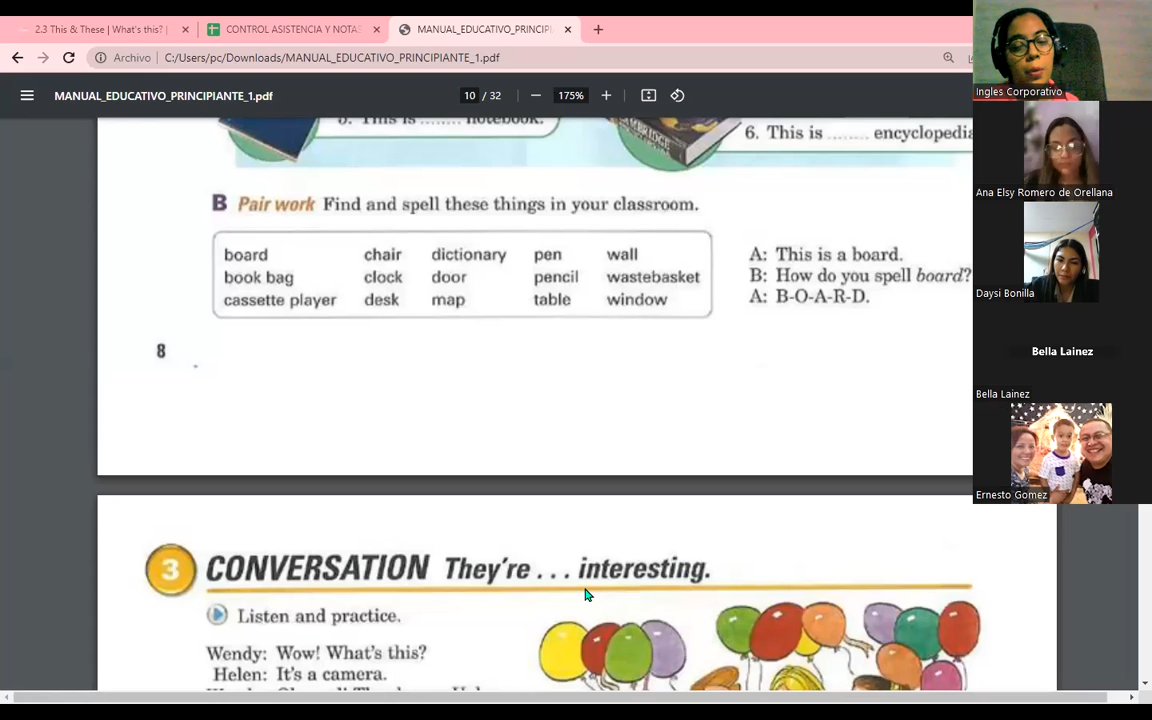 2.3 This & These | What's this? |
CONTROL ASISTENCIA Y NOTAS
MANUAL_EDUCATIVO_PRINCIPI
Archivo
C:/Users/pc/Downloads/MANUAL_EDUCATIVO_PRINCIPIANTE_1.pdf
MANUAL_EDUCATIVO_PRINCIPIANTE_1.pdf
10 / 32
175%
5. This is ........ notebook.
6. This is ........ encyclopedia
B Pair work Find and spell these things in your classroom.
board chair dictionary pen wall
book bag clock door pencil wastebasket
cassette player desk map table window
A: This is a board.
B: How do you spell board?
A: B-O-A-R-D.
8
3 CONVERSATION They're . . . interesting.
Listen and practice.
Wendy: Wow! What's this?
Helen: It's a camera.
CAMBRIDGE
Ingles Corporativo
Ana Elsy Romero de Orellana
Daysi Bonilla
Bella Lainez
Bella Lainez
Ernesto Gomez